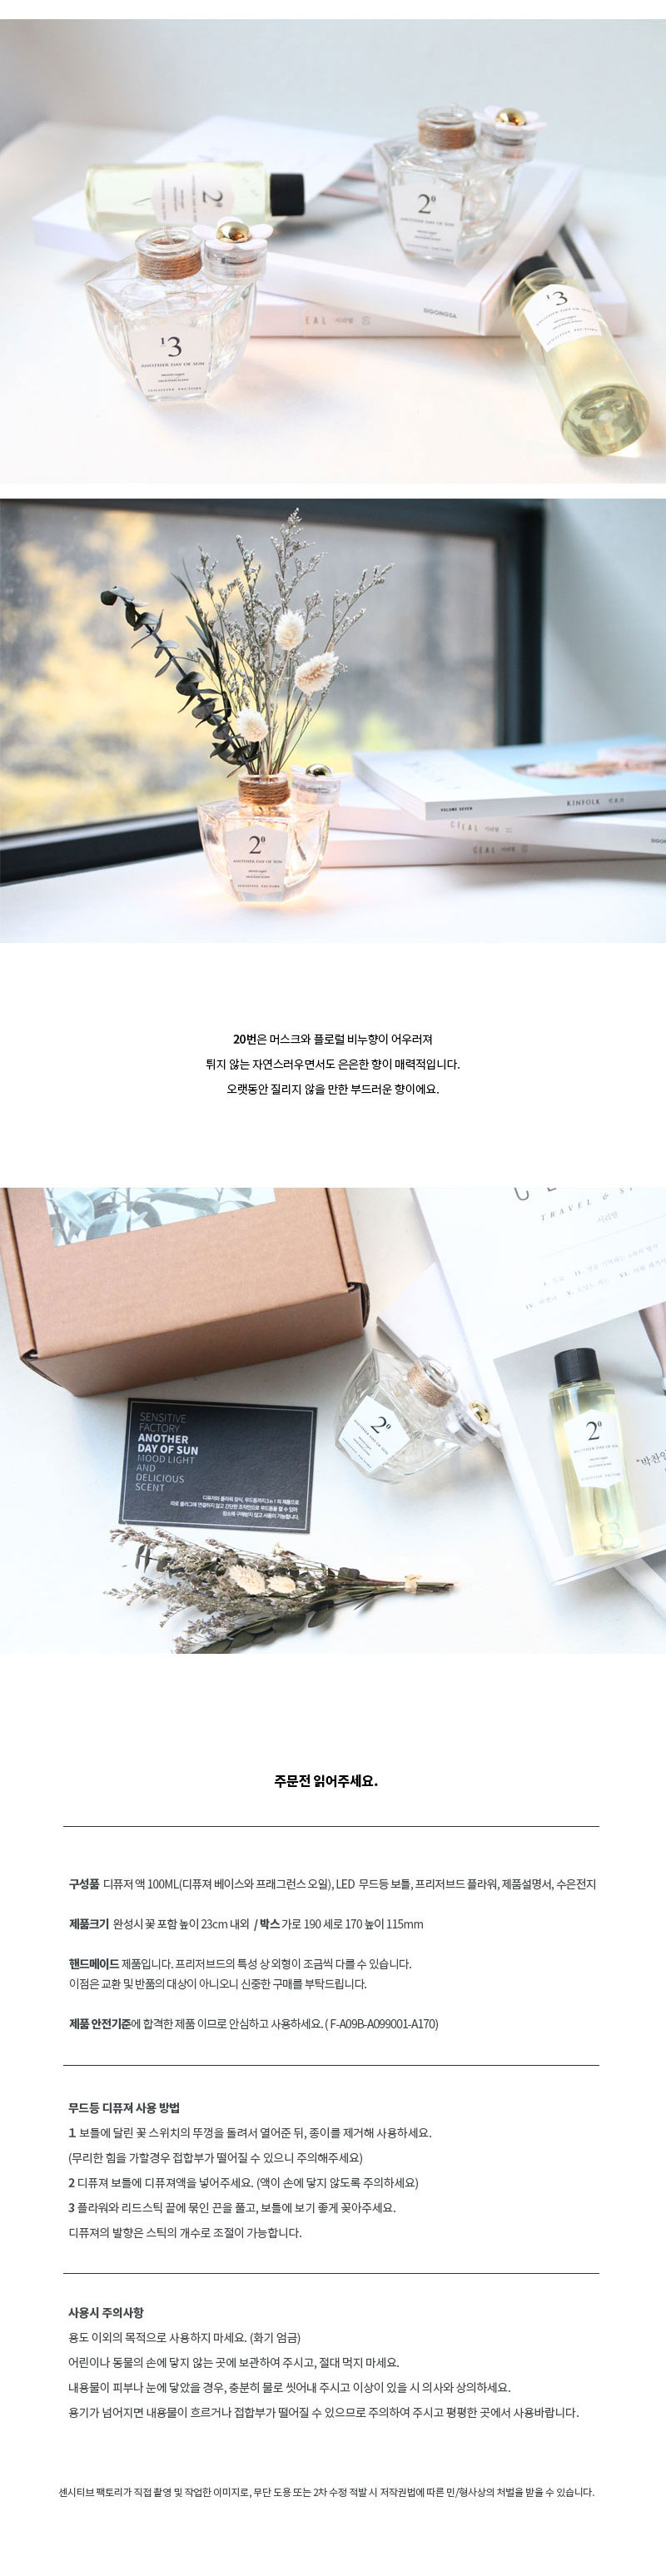 2⁰
ANOTHER DAY OF SUN
13
ANOTHER DAY OF SUN
SENSITIVE FACTORY
EAL 시리얼
SIGONGSA
13
2⁰
ANOTHER DAY OF SUN
SENSITIVE FACTORY
VOLUME SEVEN
KINFOLK
CEREAL 시리얼
20번은 머스크와 플로럴 비누향이 어우러져
튀지 않는 자연스러우면서도 은은한 향이 매력적입니다.
오랫동안 질리지 않을 만한 부드러운 향이에요.
TRAVEL & S
시리얼
SENSITIVE
FACTORY
ANOTHER
DAY OF SUN
MOOD LIGHT
AND
DELICIOUS
SCENT
2⁰
2⁰
"박찬일
주문전 읽어주세요.
구성품 디퓨저 액 100ML(디퓨져 베이스와 프래그런스 오일), LED 무드등 보틀, 프리저브드 플라워, 제품설명서, 수은전지
제품크기 완성시 꽃 포함 높이 23cm 내외 / 박스 가로 190 세로 170 높이 115mm
핸드메이드 제품입니다. 프리저브드의 특성 상 외형이 조금씩 다를 수 있습니다.
이점은 교환 및 반품의 대상이 아니오니 신중한 구매를 부탁드립니다.
제품 안전기준에 합격한 제품 이므로 안심하고 사용하세요. ( F-A09B-A099001-A170)
무드등 디퓨져 사용 방법
1 보틀에 달린 꽃 스위치의 뚜껑을 돌려서 열어준 뒤, 종이를 제거해 사용하세요.
(무리한 힘을 가할경우 접합부가 떨어질 수 있으니 주의해주세요)
2 디퓨져 보틀에 디퓨져액을 넣어주세요. (액이 손에 닿지 않도록 주의하세요)
3 플라워와 리드스틱 끝에 묶인 끈을 풀고, 보틀에 보기 좋게 꽂아주세요.
디퓨져의 발향은 스틱의 개수로 조절이 가능합니다.
사용시 주의사항
용도 이외의 목적으로 사용하지 마세요. (화기 엄금)
어린이나 동물의 손에 닿지 않는 곳에 보관하여 주시고, 절대 먹지 마세요.
내용물이 피부나 눈에 닿았을 경우, 충분히 물로 씻어내 주시고 이상이 있을 시 의사와 상의하세요.
용기가 넘어지면 내용물이 흐르거나 접합부가 떨어질 수 있으므로 주의하여 주시고 평평한 곳에서 사용바랍니다.
센시티브 팩토리가 직접 촬영 및 작업한 이미지로, 무단 도용 또는 2차 수정 적발 시 저작권법에 따른 민/형사상의 처벌을 받을 수 있습니다.